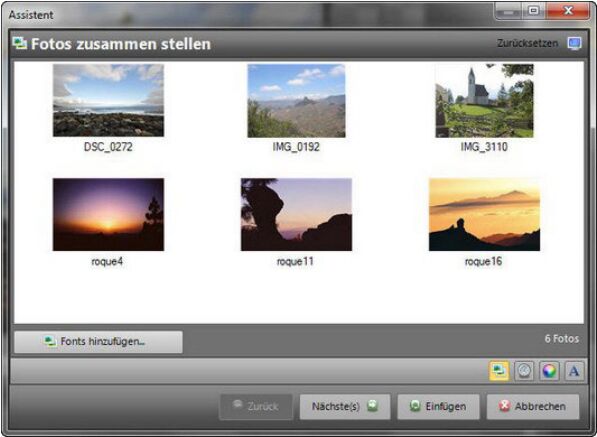 Assistent
Fotos zusammen stellen
Zurücksetzen
DSC_0272
IMG_0192
IMG_3110
roque4
roque11
roque16
Fonts hinzufügen...
6 Fotos
A
Zurück
Nächste(s)
Einfügen
Abbrechen